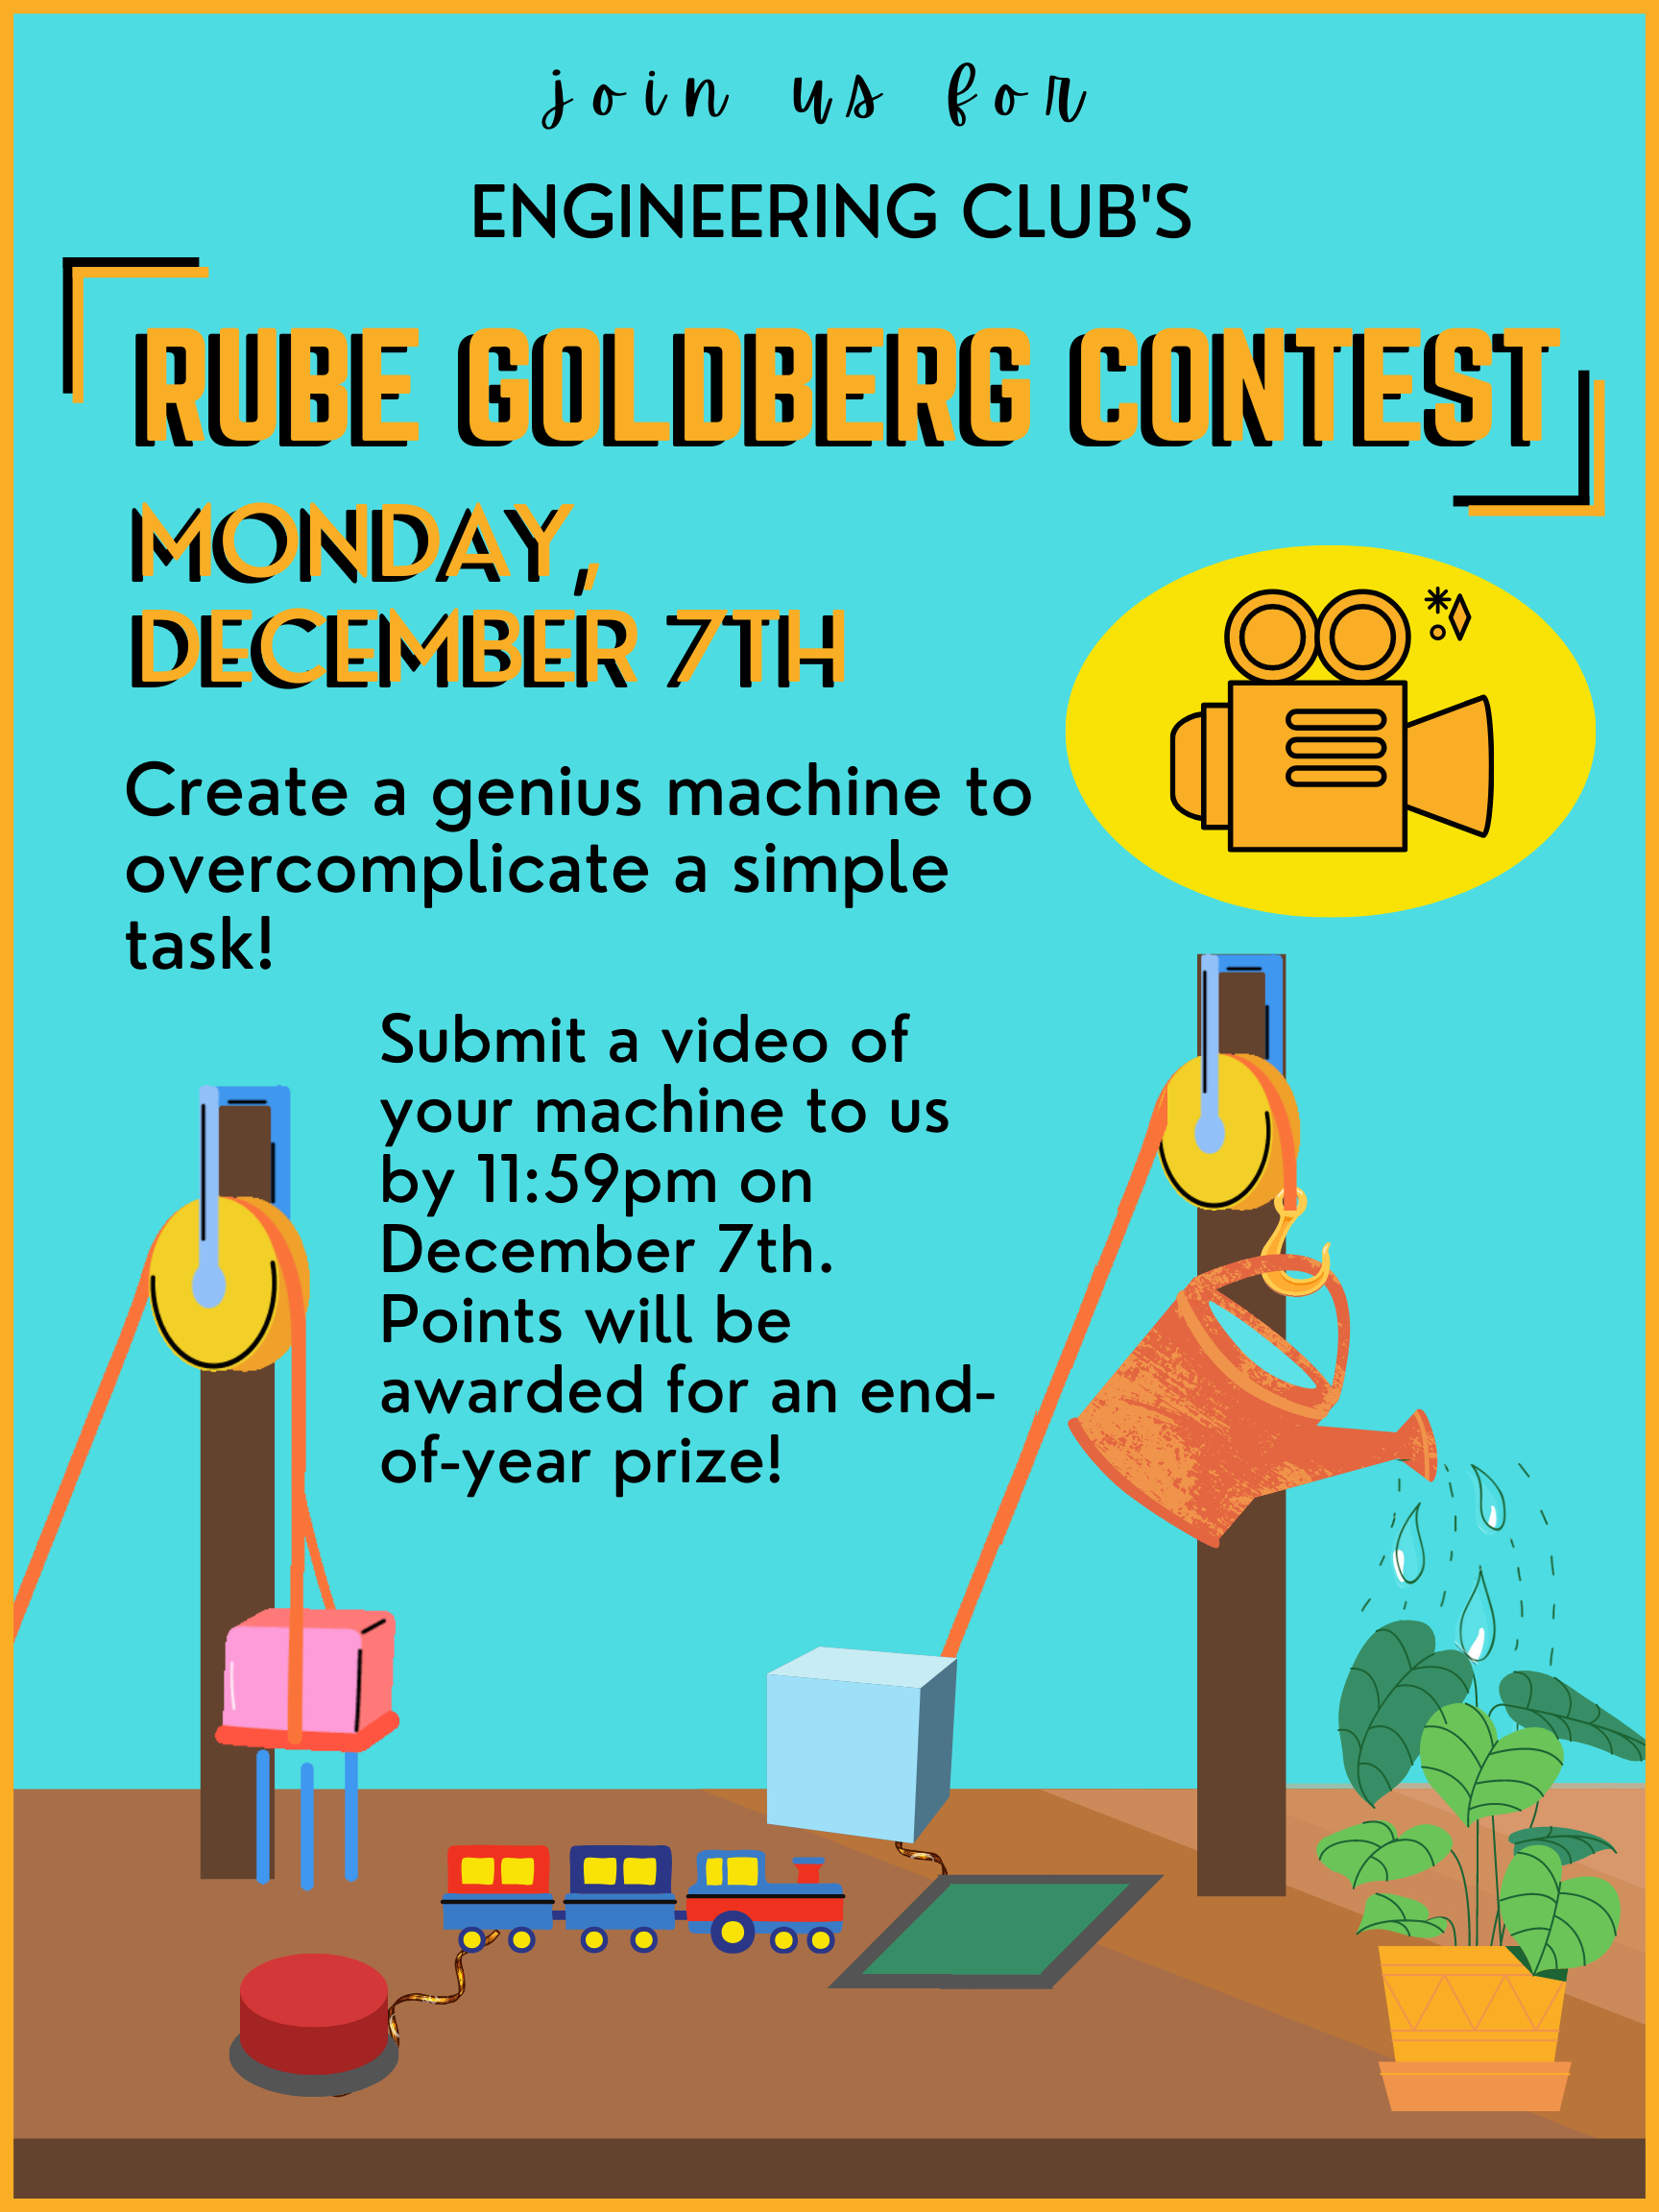 join us for
ENGINEERING CLUB'S
RUBE GOLDBERG CONTEST
MONDAY,
DECEMBER 7TH
Create a genius machine to
overcomplicate a simple
task!
Submit a video of
your machine to us
by 11:59pm on
December 7th.
Points will be
awarded for an end-
of-year prize!